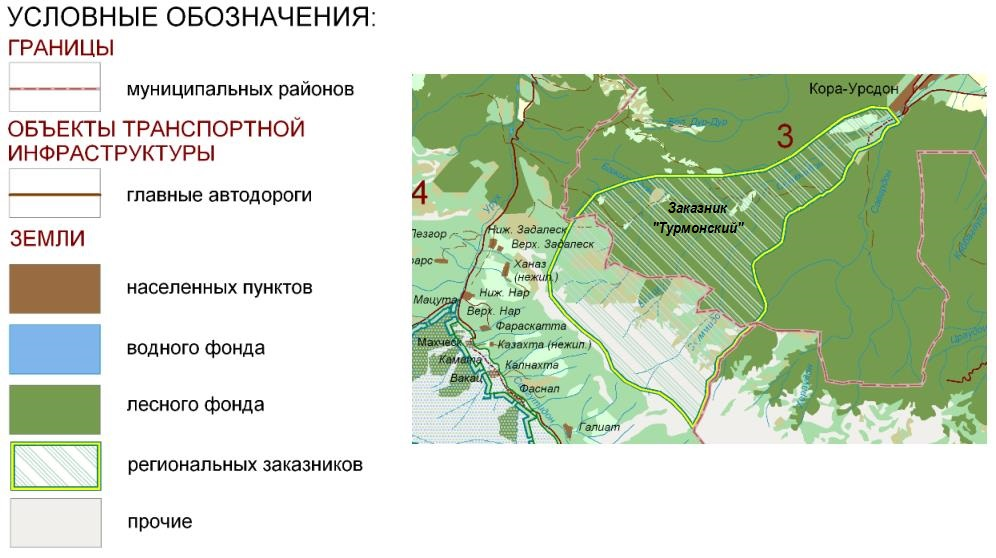 УСЛОВНЫЕ ОБОЗНАЧЕНИЯ:
ГРАНИЦЫ
муниципальных районов
ОБЪЕКТЫ ТРАНСПОРТНОЙ
ИНФРАСТРУКТУРЫ
главные автодороги
ЗЕМЛИ
населенных пунктов
водного фонда
лесного фонда
региональных заказников
прочие
Кора-Урсдон
3
4
Заказник
"Турмонский"
Урух
Ниж. Задалеск
Верх. Задалеск
Ханаз
(нежил.)
Мацута
Ниж. Нар
Верх. Нар
Фараскатта
Махческ
Казахта (нежил.)
Камата
Калнахта
Вакац
Фаснал
Галиат